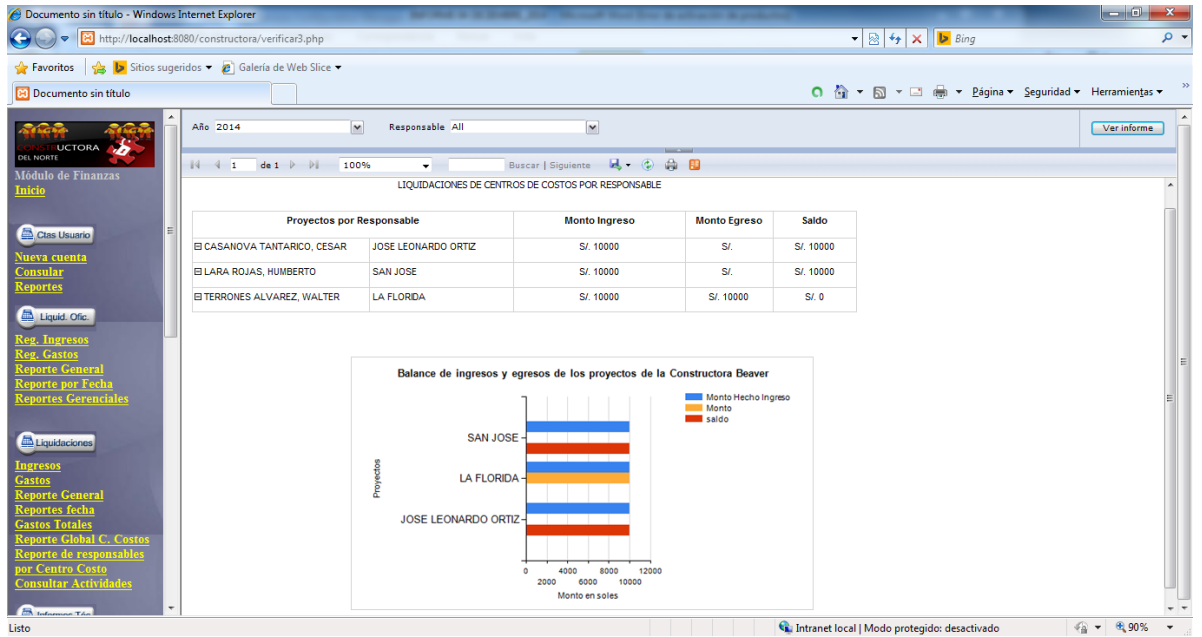 Documento sin título - Windows Internet Explorer
http://localhost:8080/constructora/verificar3.php
Bing
Favoritos Sitios sugeridos Galería de Web Slice
Documento sin título
Página Seguridad Herramientas
CONSTRUCTORA
DEL NORTE
Módulo de Finanzas
Inicio
Ctas Usuario
Nueva cuenta
Consular
Reportes
Liquid. Ofic.
Reg. Ingresos
Reg. Gastos
Reporte General
Reporte por Fecha
Reportes Gerenciales
Liquidaciones
Ingresos
Gastos
Reporte General
Reportes fecha
Gastos Totales
Reporte Global C. Costos
Reporte de responsables
por Centro Costo
Consultar Actividades
Año 2014 Responsable All Ver informe
1 de 1 100% Buscar | Siguiente
LIQUIDACIONES DE CENTROS DE COSTOS POR RESPONSABLE
Proyectos por Responsable Monto Ingreso Monto Egreso Saldo
CASANOVA TANTARICO, CESAR JOSE LEONARDO ORTIZ S/. 10000 S/. S/. 10000
LARA ROJAS, HUMBERTO SAN JOSE S/. 10000 S/. S/. 10000
TERRONES ALVAREZ, WALTER LA FLORIDA S/. 10000 S/. 10000 S/. 0
Balance de ingresos y egresos de los proyectos de la Constructora Beaver
Monto Hecho Ingreso
Monto
saldo
Proyectos
SAN JOSE
LA FLORIDA
JOSE LEONARDO ORTIZ
0 4000 8000 12000
2000 6000 10000
Monto en soles
Listo Intranet local | Modo protegido: desactivado 90%